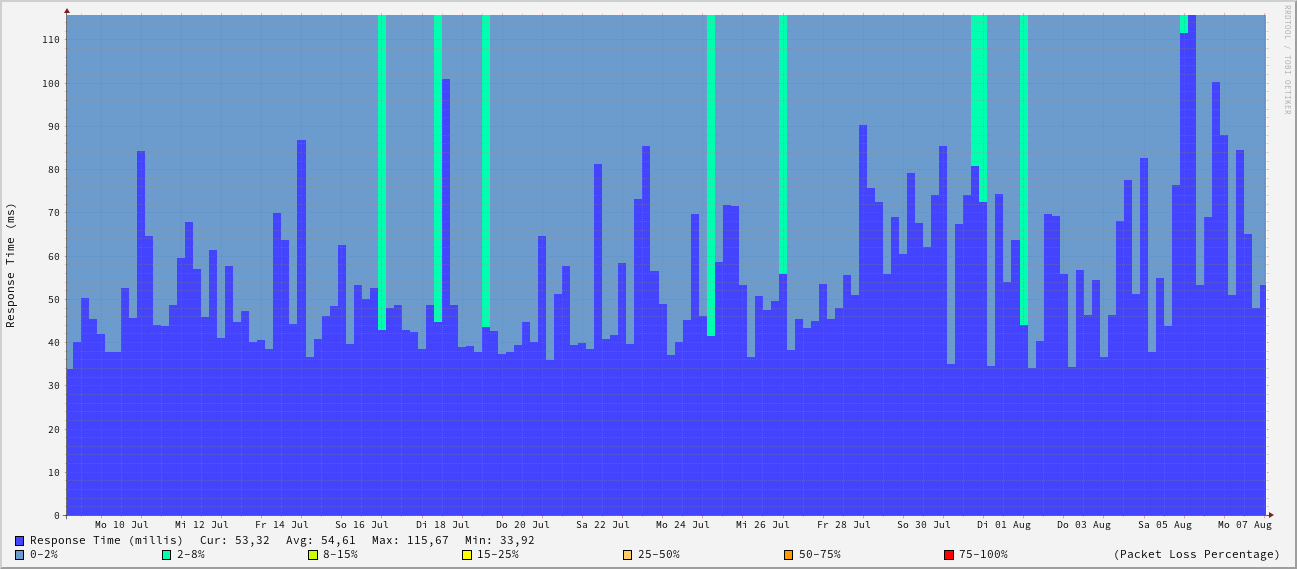 RRDTOOL / TOBI OETIKER
Response Time (ms)
110
100
90
80
70
60
50
40
30
20
10
0
Mo 10 Jul Mi 12 Jul Fr 14 Jul So 16 Jul Di 18 Jul Do 20 Jul Sa 22 Jul Mo 24 Jul Mi 26 Jul Fr 28 Jul So 30 Jul Di 01 Aug Do 03 Aug Sa 05 Aug Mo 07 Aug
Response Time (millis) Cur: 53,32 Avg: 54,61 Max: 115,67 Min: 33,92
0-2% 2-8% 8-15% 15-25% 25-50% 50-75% 75-100% (Packet Loss Percentage)